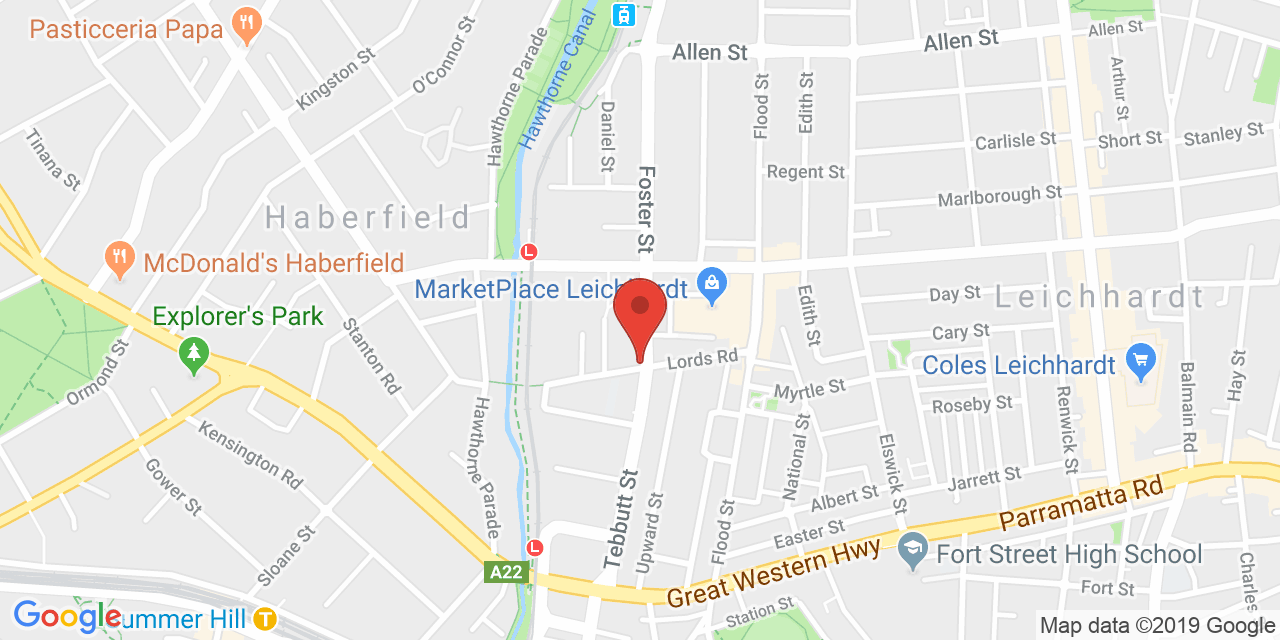 Pasticceria Papa
Kingston St
O'Connor St
Hawthorne Parade
Hawthorne Canal
Allen St
Allen St
Allen St
Tinana St
Daniel St
Foster St
Flood St
Edith St
Arthur St
Carlisle St
Short St
Stanley St
Regent St
Marlborough St
Haberfield
McDonald's Haberfield
L
MarketPlace Leichhardt
Day St
Leichhardt
Edith St
Explorer's Park
Stanton Rd
Ormond St
Lords Rd
Cary St
Coles Leichhardt
Myrtle St
Roseby St
Renwick St
Balmain Rd
Hay St
Kensington Rd
Hawthorne Parade
Gower St
National St
Elswick St
Jarrett St
Albert St
Parramatta Rd
Tebbutt St
Upward St
Flood St
Easter St
Sloane St
L
A22
Great Western Hwy
Fort Street High School
Fort St
Charles
Station St
Google
ummer Hill
T
Map data ©2019 Google